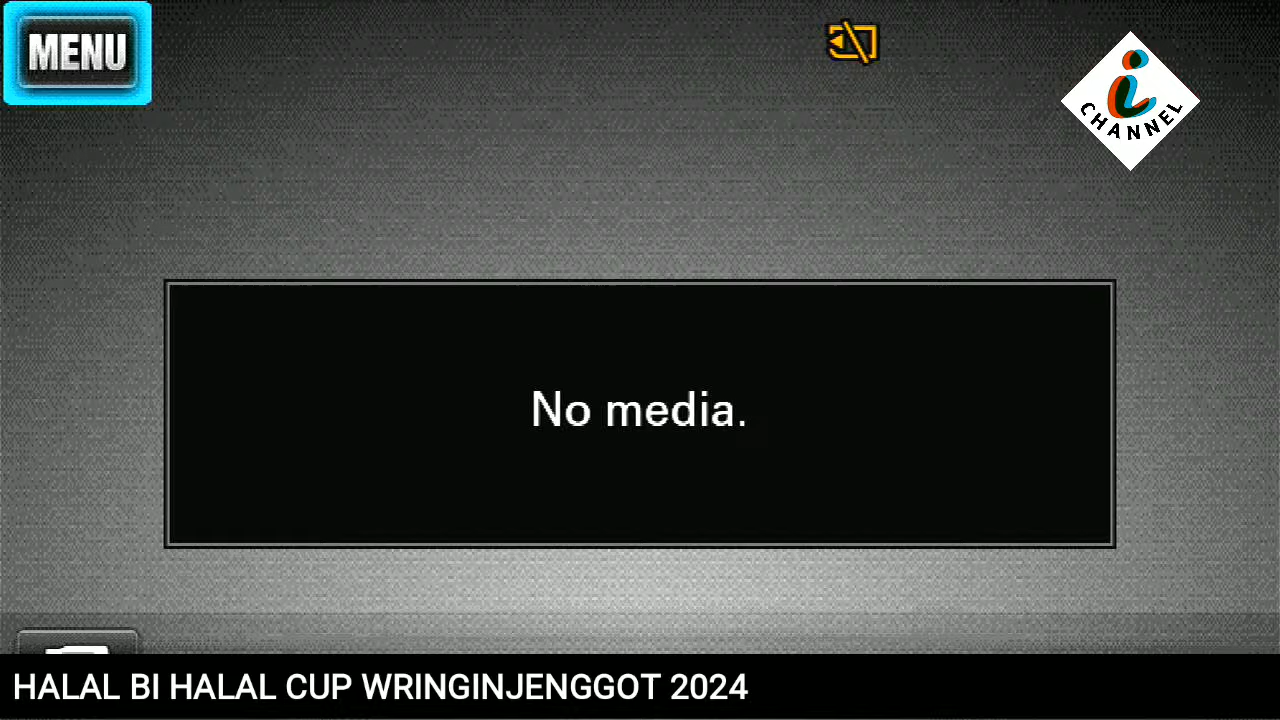 MENU
i
CHANNEL
No media.
HALAL BI HALAL CUP WRINGINJENGGOT 2024